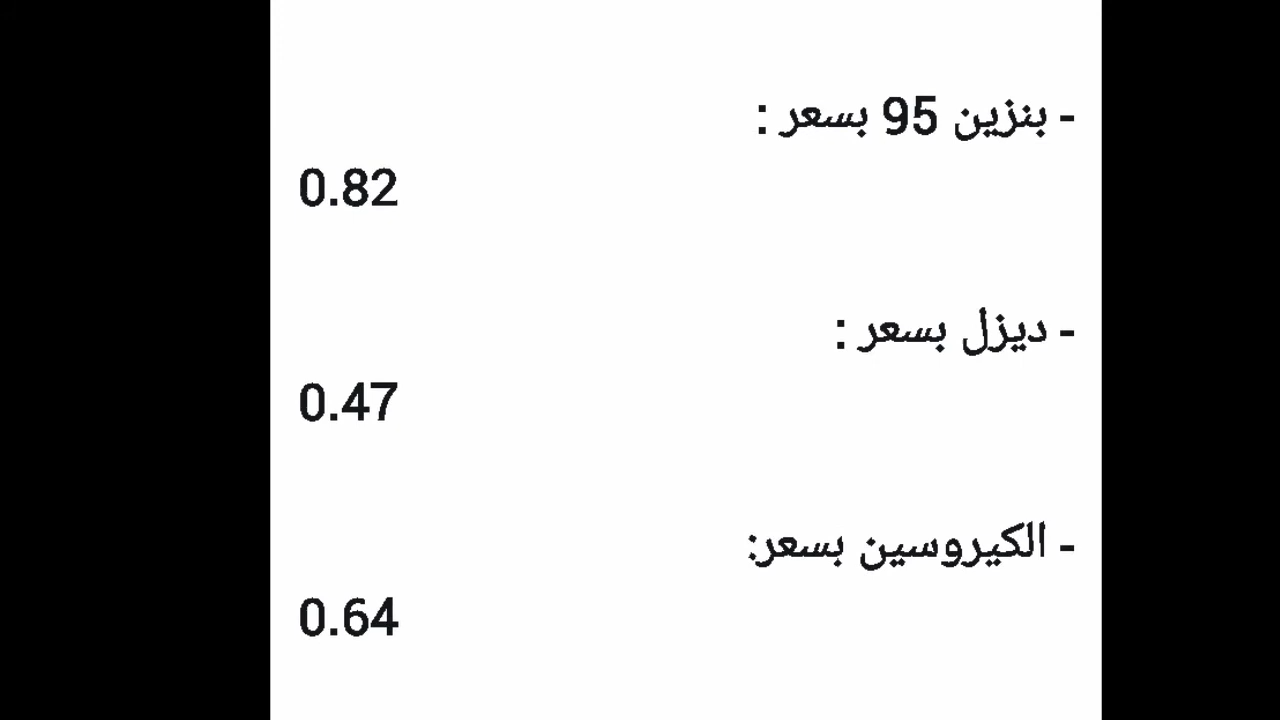 - بنزين 95 بسعر :
0.82
- ديزل بسعر :
0.47
- الكيروسين بسعر:
0.64